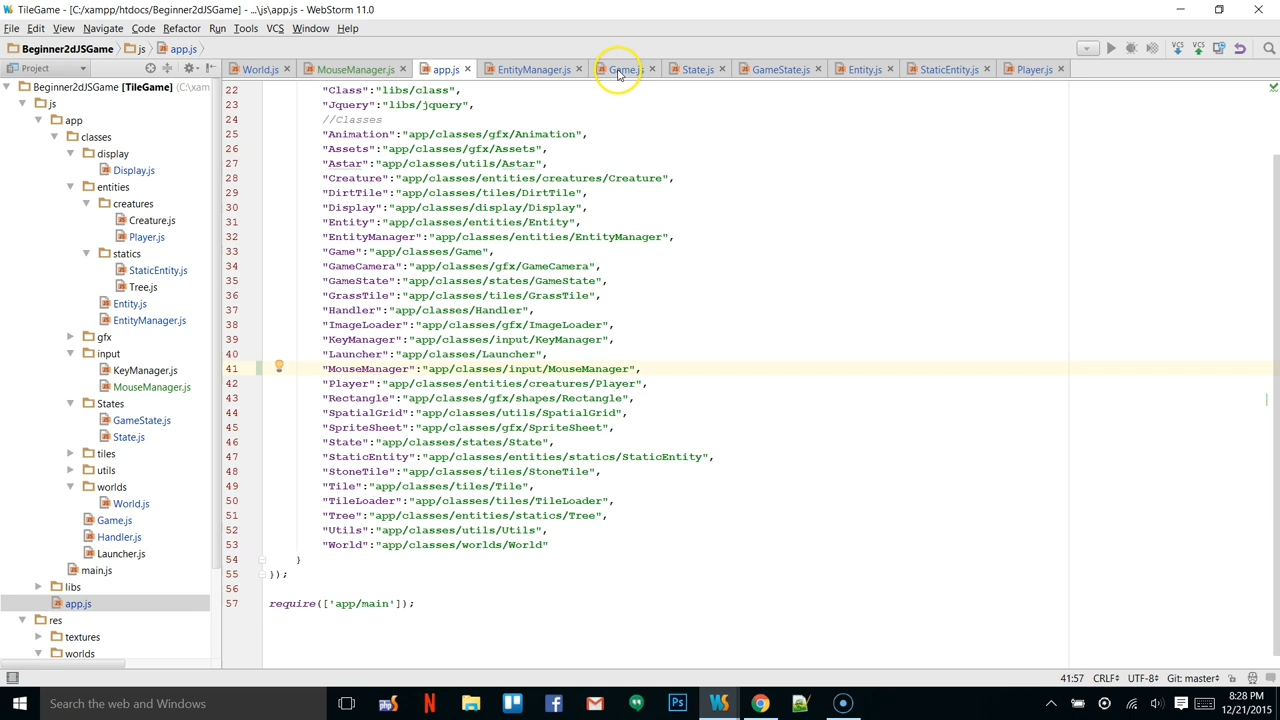 TileGame - [C:/xampp/htdocs/Beginner2dJSGame] - ...\js\app.js - WebStorm 11.0
File Edit View Navigate Code Refactor Run Tools VCS Window Help
Beginner2dJSGame js app.js
Project
World.js MouseManager.js app.js EntityManager.js Game.js State.js GameState.js Entity.js StaticEntity.js Player.js
Beginner2dJSGame [TileGame] (C:\xam
js
app
classes
display
Display.js
entities
creatures
Creature.js
Player.js
statics
StaticEntity.js
Tree.js
Entity.js
EntityManager.js
gfx
input
KeyManager.js
MouseManager.js
States
GameState.js
State.js
tiles
utils
worlds
World.js
Game.js
Handler.js
Launcher.js
main.js
libs
app.js
res
textures
worlds
22 "Class":"libs/class",
23 "Jquery":"libs/jquery",
24 //Classes
25 "Animation":"app/classes/gfx/Animation",
26 "Assets":"app/classes/gfx/Assets",
27 "Astar":"app/classes/utils/Astar",
28 "Creature":"app/classes/entities/creatures/Creature",
29 "DirtTile":"app/classes/tiles/DirtTile",
30 "Display":"app/classes/display/Display",
31 "Entity":"app/classes/entities/Entity",
32 "EntityManager":"app/classes/entities/EntityManager",
33 "Game":"app/classes/Game",
34 "GameCamera":"app/classes/gfx/GameCamera",
35 "GameState":"app/classes/states/GameState",
36 "GrassTile":"app/classes/tiles/GrassTile",
37 "Handler":"app/classes/Handler",
38 "ImageLoader":"app/classes/gfx/ImageLoader",
39 "KeyManager":"app/classes/input/KeyManager",
40 "Launcher":"app/classes/Launcher",
41 "MouseManager":"app/classes/input/MouseManager",
42 "Player":"app/classes/entities/creatures/Player",
43 "Rectangle":"app/classes/gfx/shapes/Rectangle",
44 "SpatialGrid":"app/classes/utils/SpatialGrid",
45 "SpriteSheet":"app/classes/gfx/SpriteSheet",
46 "State":"app/classes/states/State",
47 "StaticEntity":"app/classes/entities/statics/StaticEntity",
48 "StoneTile":"app/classes/tiles/StoneTile",
49 "Tile":"app/classes/tiles/Tile",
50 "TileLoader":"app/classes/tiles/TileLoader",
51 "Tree":"app/classes/entities/statics/Tree",
52 "Utils":"app/classes/utils/Utils",
53 "World":"app/classes/worlds/World"
54 }
55 });
56
57 require(['app/main']);
41:57 CRLF UTF-8 Git: master
Search the web and Windows
8:28 PM
12/21/2015